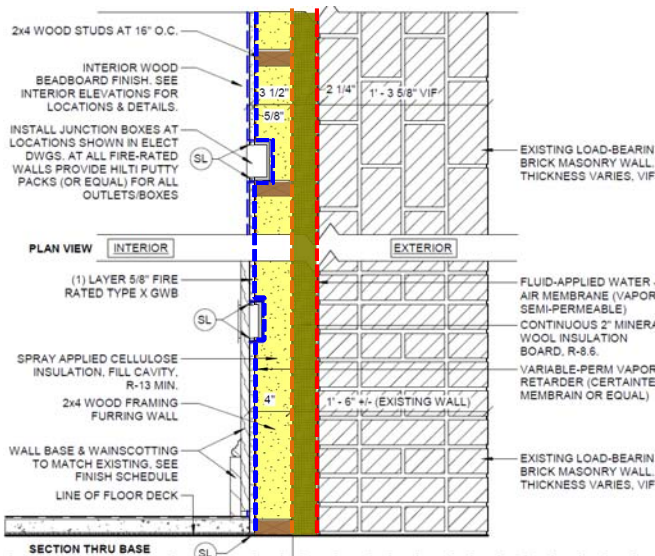 2x4 WOOD STUDS AT 16" O.C.
INTERIOR WOOD
BEADBOARD FINISH. SEE
INTERIOR ELEVATIONS FOR
LOCATIONS & DETAILS.
INSTALL JUNCTION BOXES AT
LOCATIONS SHOWN IN ELECT
DWGS. AT ALL FIRE-RATED
WALLS PROVIDE HILTI PUTTY
PACKS (OR EQUAL) FOR ALL
OUTLETS/BOXES
SL
3 1/2"
5/8"
2 1/4"
1' - 3 5/8" VIF
EXISTING LOAD-BEARIN
BRICK MASONRY WALL.
THICKNESS VARIES, VIF
PLAN VIEW
INTERIOR
EXTERIOR
(1) LAYER 5/8" FIRE
RATED TYPE X GWB
SL
SPRAY APPLIED CELLULOSE
INSULATION, FILL CAVITY,
R-13 MIN.
2x4 WOOD FRAMING
FURRING WALL
WALL BASE & WAINSCOTTING
TO MATCH EXISTING, SEE
FINISH SCHEDULE
LINE OF FLOOR DECK
4"
1' - 6" +/- (EXISTING WALL)
FLUID-APPLIED WATER
AIR MEMBRANE (VAPOR
SEMI-PERMEABLE)
CONTINUOUS 2" MINERA
WOOL INSULATION
BOARD, R-8.6.
VARIABLE-PERM VAPOR
RETARDER (CERTAINTE
MEMBRAIN OR EQUAL)
EXISTING LOAD-BEARIN
BRICK MASONRY WALL.
THICKNESS VARIES, VIF
SECTION THRU BASE
SL